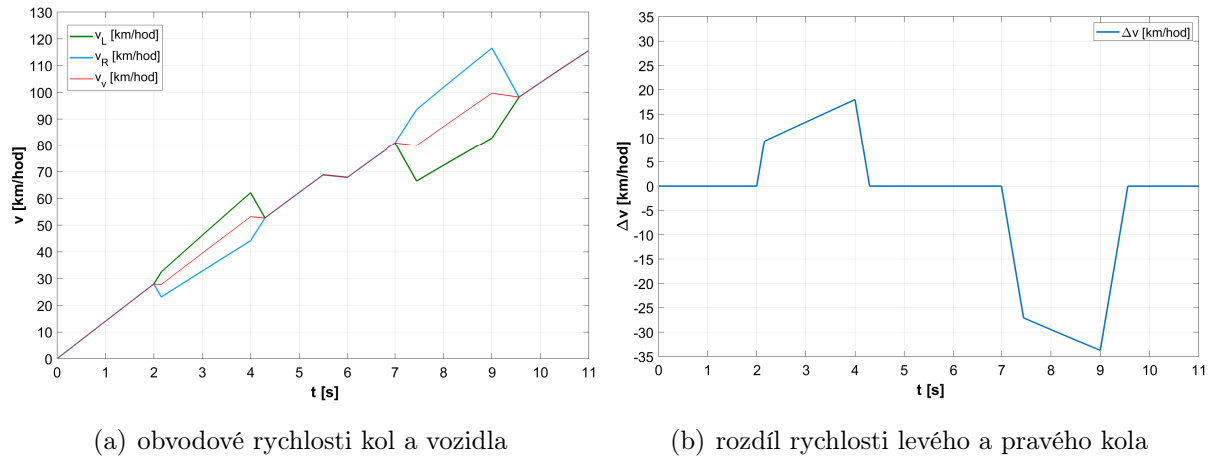 130
120
110
100
90
80
70
60
50
40
30
20
10
0
v [km/hod]
v_L [km/hod]
v_R [km/hod]
v_v [km/hod]
0 1 2 3 4 5 6 7 8 9 10 11
t [s]
35
30
25
20
15
10
5
0
-5
-10
-15
-20
-25
-30
-35
Δv [km/hod]
Δv [km/hod]
0 1 2 3 4 5 6 7 8 9 10 11
t [s]
(a) obvodové rychlosti kol a vozidla
(b) rozdíl rychlosti levého a pravého kola